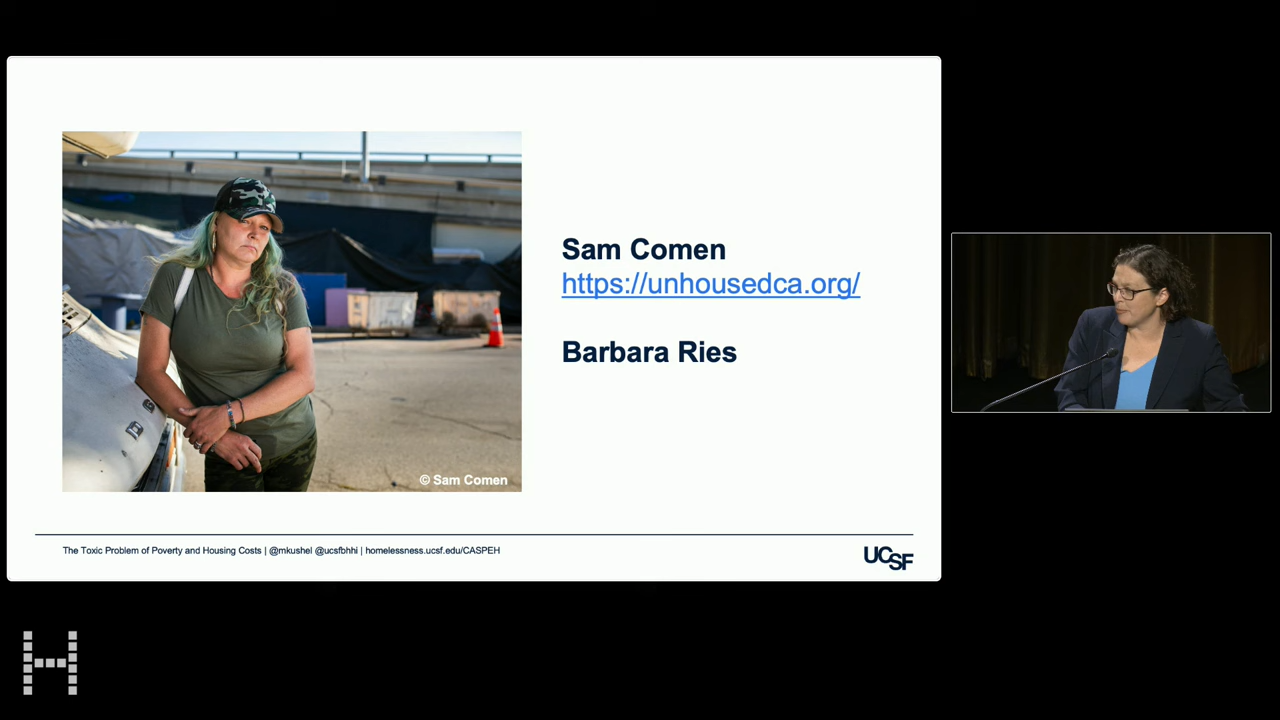 Sam Comen
https://unhousedca.org/
Barbara Ries
© Sam Comen
The Toxic Problem of Poverty and Housing Costs | @mkushel @ucsfbhhi | homelessness.ucsf.edu/CASPEH
UCSF
H